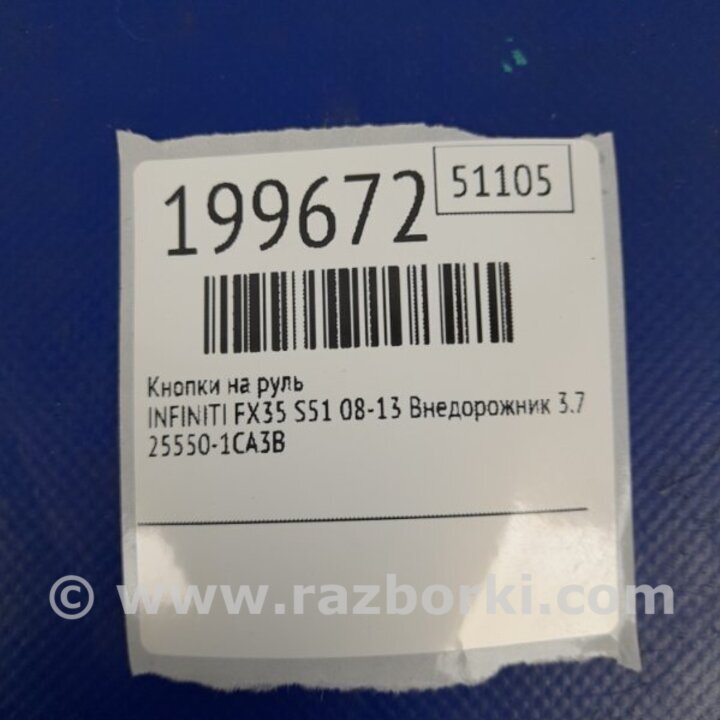 199672
51105
Кнопки на руль
INFINITI FX35 S51 08-13 Внедорожник 3.7
25550-1CA3B
© www.razborki.com